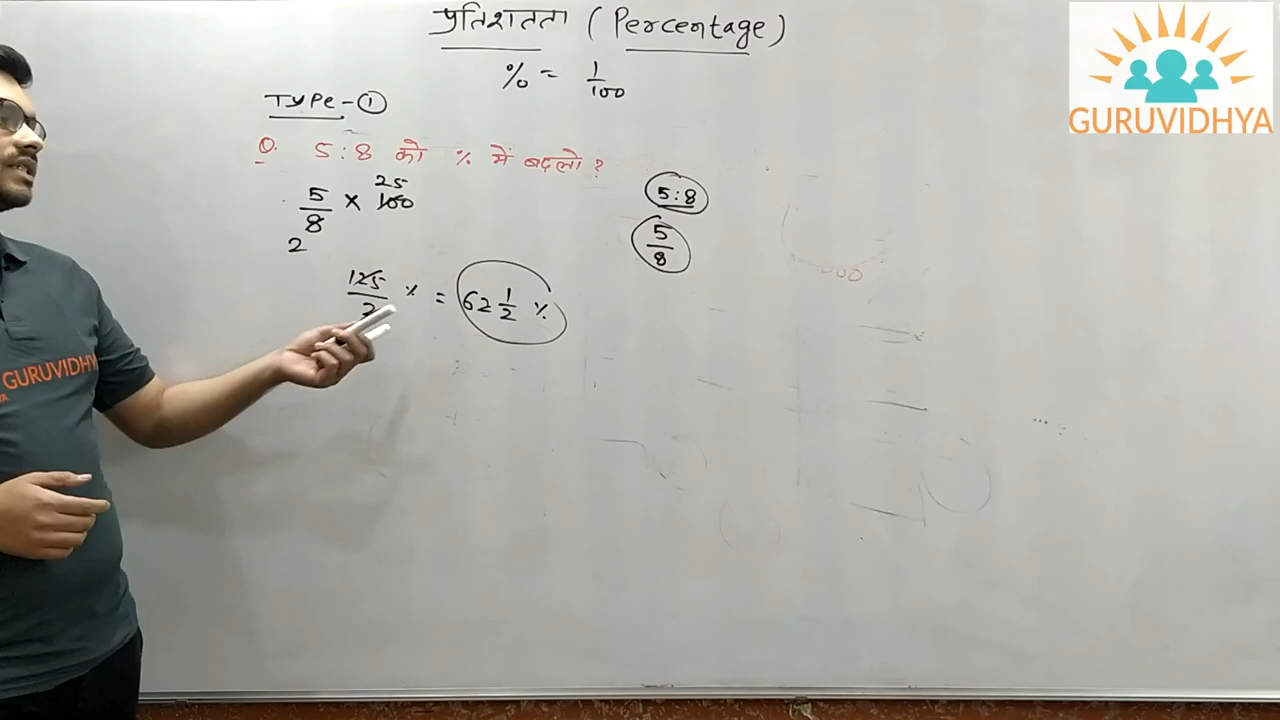 प्रतिशतता (Percentage)
% = 1/100
TYPe-①
Q. 5:8 को % में बदलो?
5/8 × 100
25
2
5:8
5/8
125/2 % = 62 1/2 %
GURUVIDHYA
GURUVIDHYA